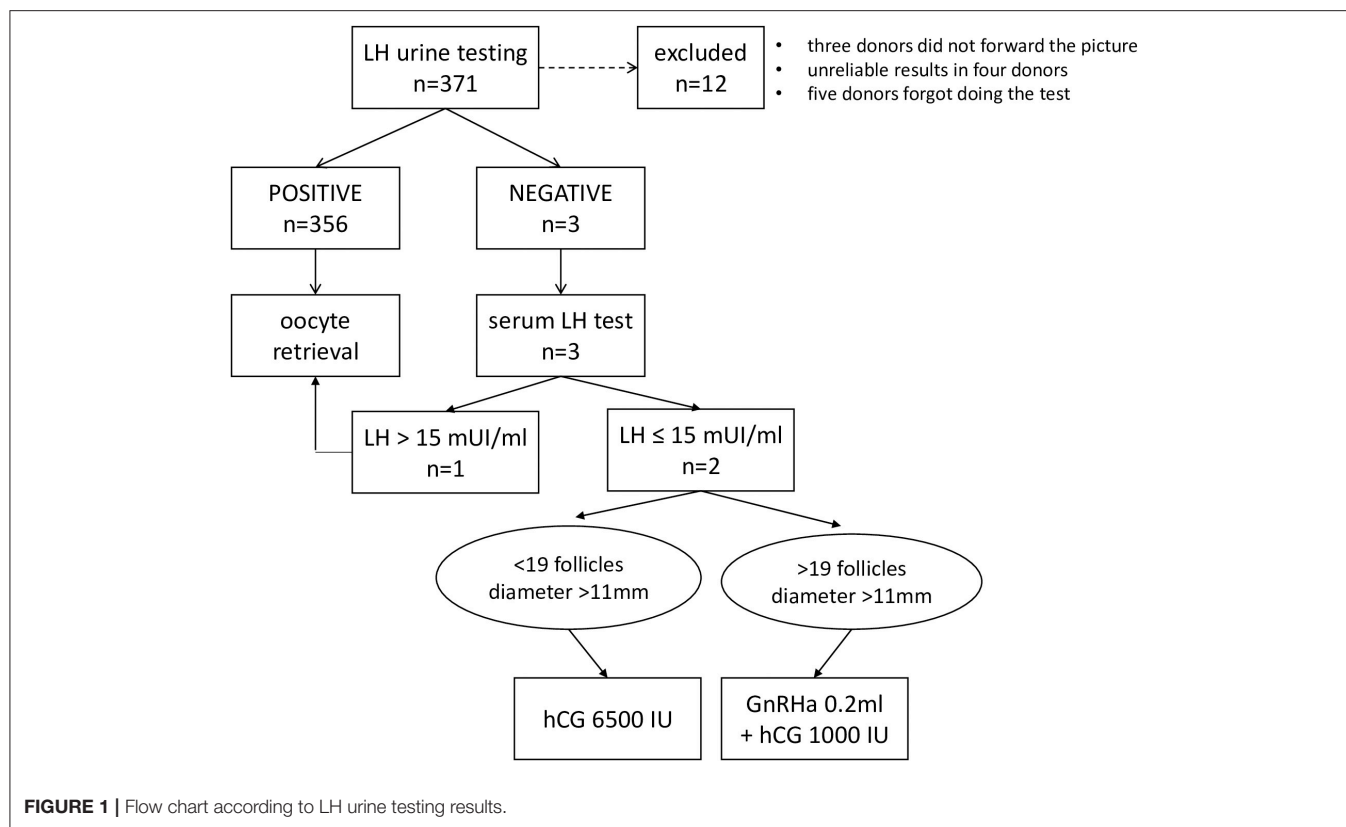 LH urine testing
n=371
excluded
n=12
• three donors did not forward the picture
• unreliable results in four donors
• five donors forgot doing the test
POSITIVE
n=356
NEGATIVE
n=3
oocyte
retrieval
serum LH test
n=3
LH > 15 mUI/ml
n=1
LH ≤ 15 mUI/ml
n=2
<19 follicles
diameter >11mm
>19 follicles
diameter >11mm
hCG 6500 IU
GnRHa 0.2ml
+ hCG 1000 IU
FIGURE 1 | Flow chart according to LH urine testing results.